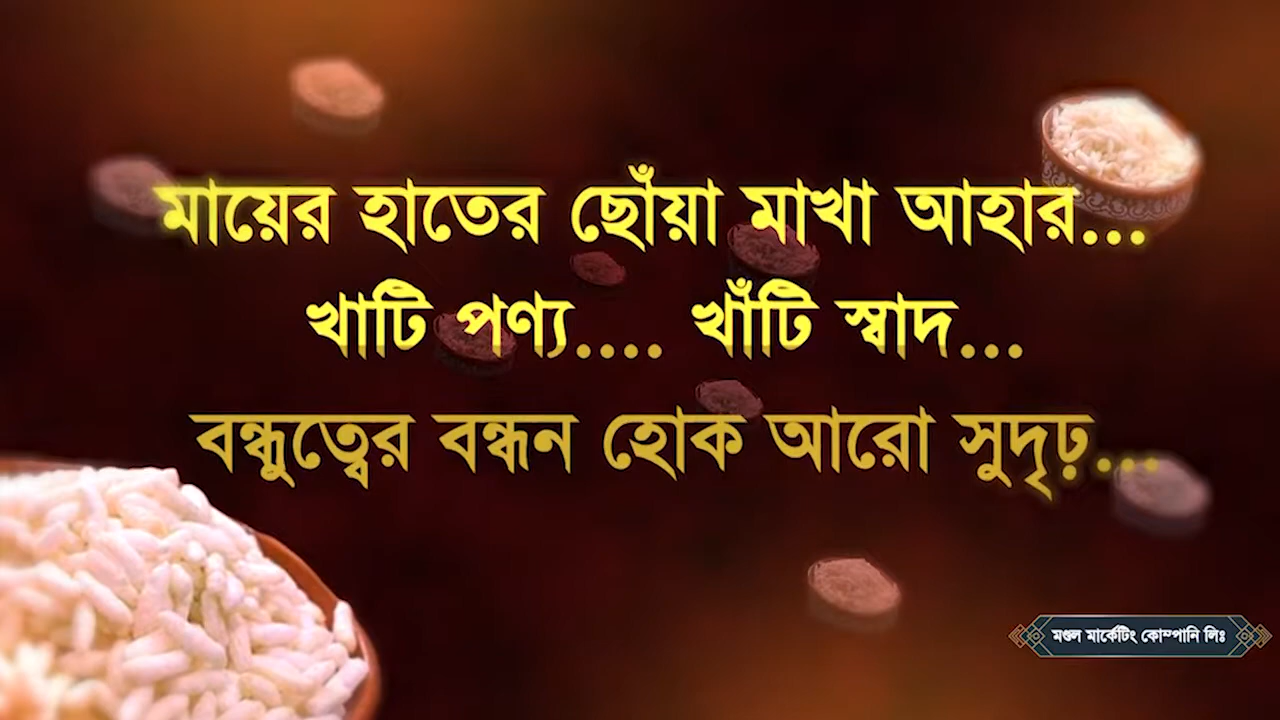 মায়ের হাতের ছোঁয়া মাখা আহার...
খাটি পণ্য.... খাঁটি স্বাদ...
বন্ধুত্বের বন্ধন হোক আরো সুদৃঢ়...
মণ্ডল মার্কেটিং কোম্পানি লিঃ